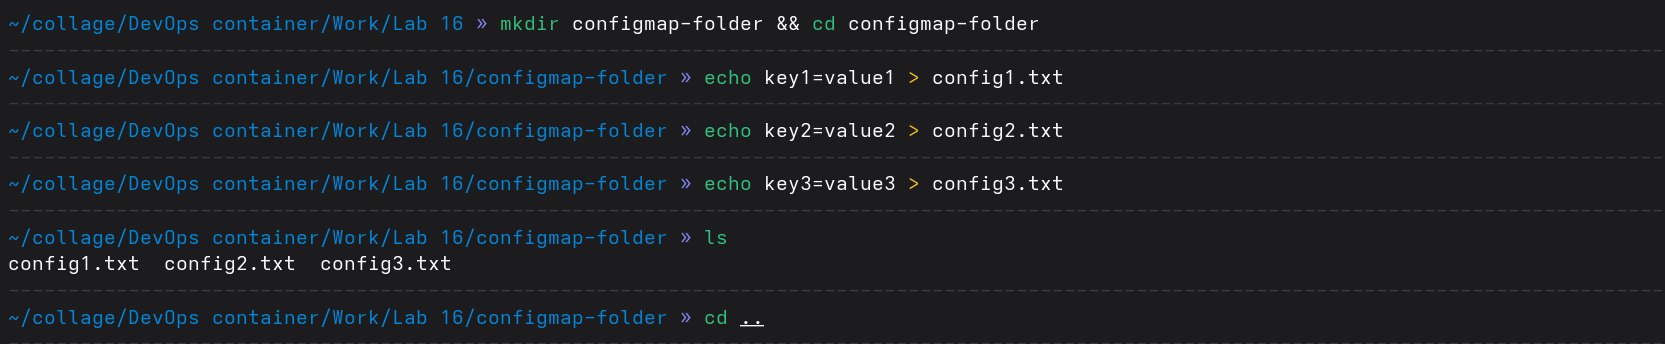 ~/collage/DevOps container/Work/Lab 16 » mkdir configmap-folder && cd configmap-folder
~/collage/DevOps container/Work/Lab 16/configmap-folder » echo key1=value1 > config1.txt
~/collage/DevOps container/Work/Lab 16/configmap-folder » echo key2=value2 > config2.txt
~/collage/DevOps container/Work/Lab 16/configmap-folder » echo key3=value3 > config3.txt
~/collage/DevOps container/Work/Lab 16/configmap-folder » ls
config1.txt  config2.txt  config3.txt
~/collage/DevOps container/Work/Lab 16/configmap-folder » cd ..